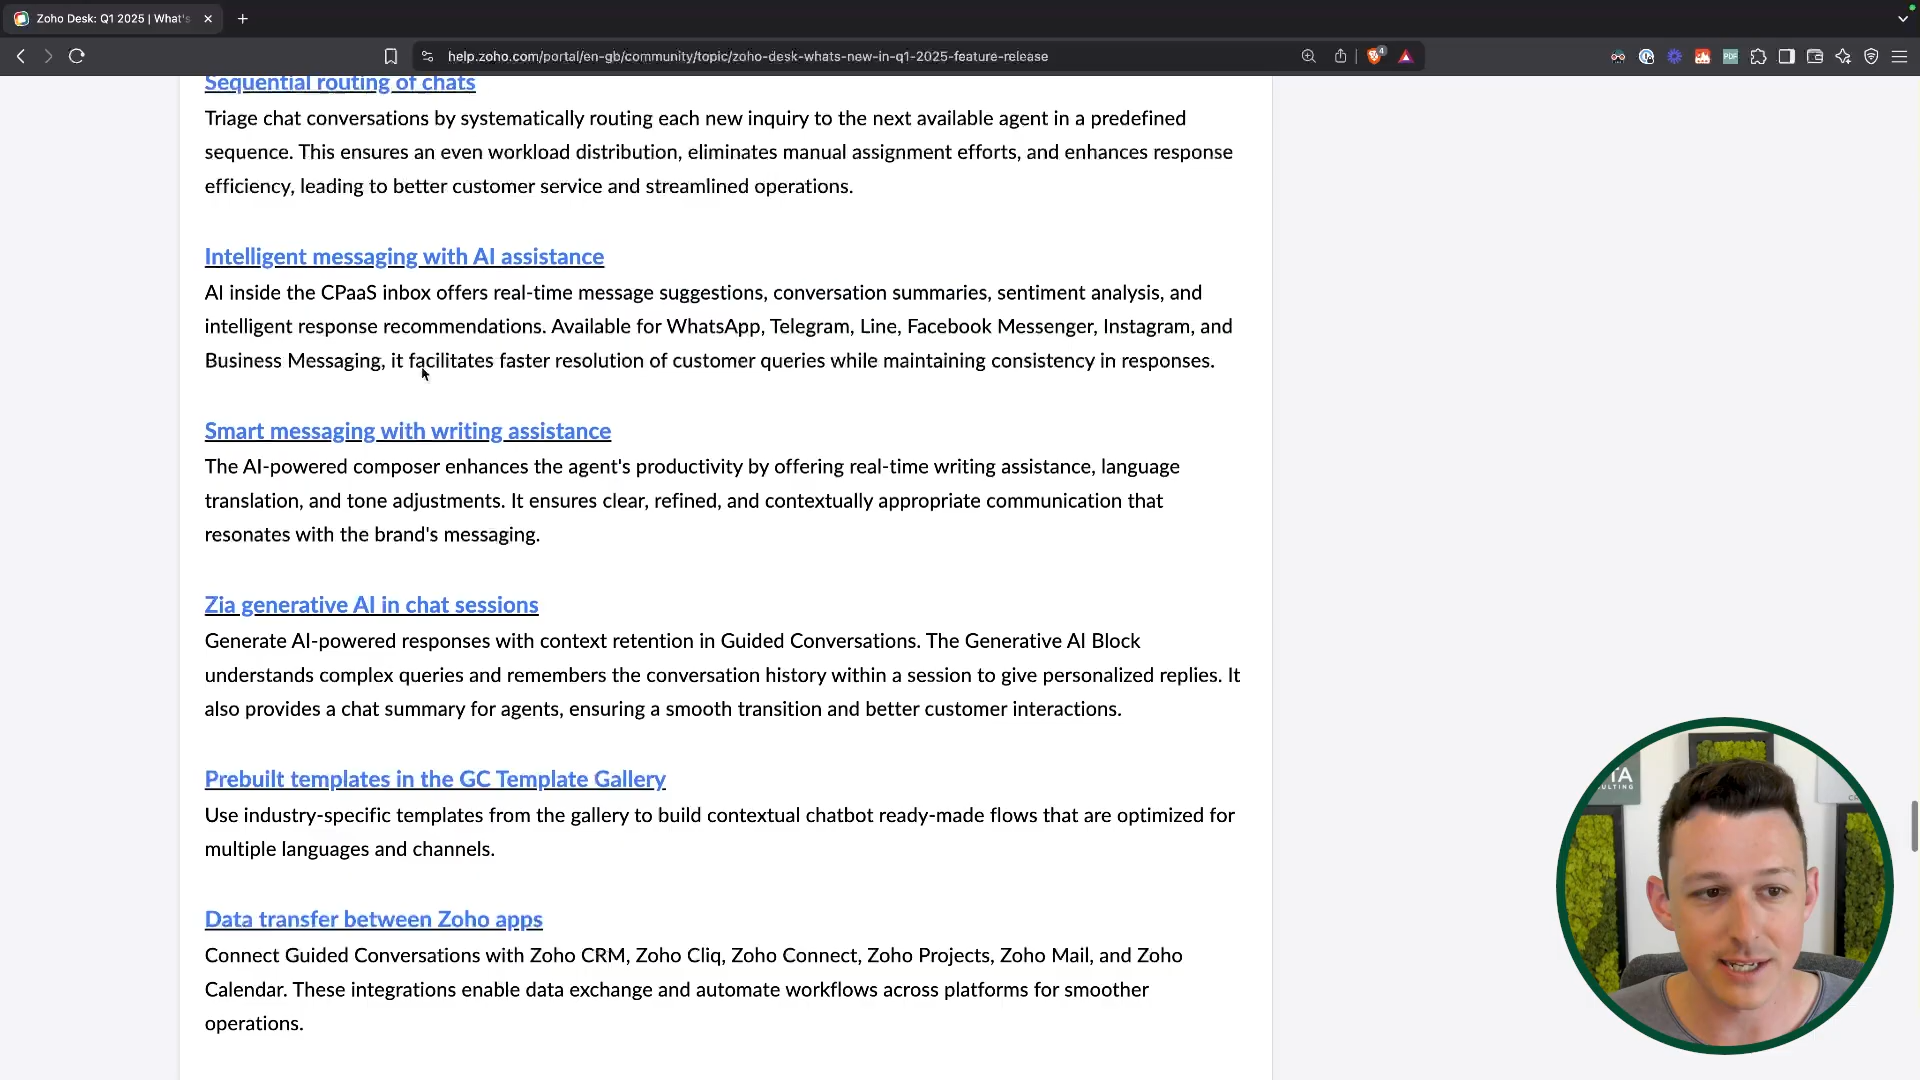 Zoho Desk: Q1 2025 | What's
help.zoho.com/portal/en-gb/community/topic/zoho-desk-whats-new-in-q1-2025-feature-release
4
PDF
Sequential routing of chats
Triage chat conversations by systematically routing each new inquiry to the next available agent in a predefined
sequence. This ensures an even workload distribution, eliminates manual assignment efforts, and enhances response
efficiency, leading to better customer service and streamlined operations.
Intelligent messaging with AI assistance
AI inside the CPaaS inbox offers real-time message suggestions, conversation summaries, sentiment analysis, and
intelligent response recommendations. Available for WhatsApp, Telegram, Line, Facebook Messenger, Instagram, and
Business Messaging, it facilitates faster resolution of customer queries while maintaining consistency in responses.
Smart messaging with writing assistance
The AI-powered composer enhances the agent's productivity by offering real-time writing assistance, language
translation, and tone adjustments. It ensures clear, refined, and contextually appropriate communication that
resonates with the brand's messaging.
Zia generative AI in chat sessions
Generate AI-powered responses with context retention in Guided Conversations. The Generative AI Block
understands complex queries and remembers the conversation history within a session to give personalized replies. It
also provides a chat summary for agents, ensuring a smooth transition and better customer interactions.
Prebuilt templates in the GC Template Gallery
Use industry-specific templates from the gallery to build contextual chatbot ready-made flows that are optimized for
multiple languages and channels.
Data transfer between Zoho apps
Connect Guided Conversations with Zoho CRM, Zoho Cliq, Zoho Connect, Zoho Projects, Zoho Mail, and Zoho
Calendar. These integrations enable data exchange and automate workflows across platforms for smoother
operations.